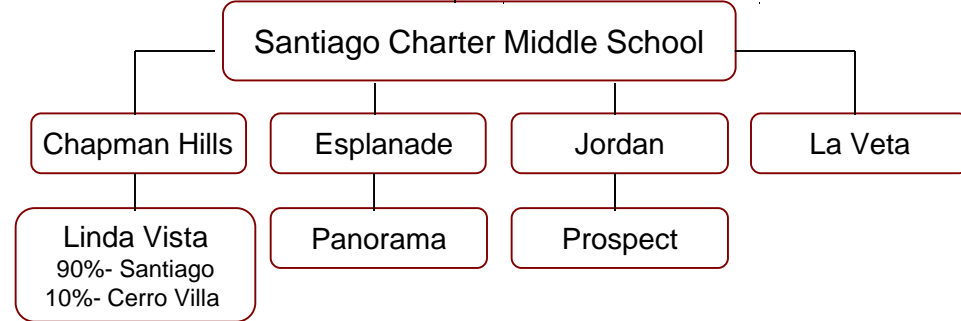 Santiago Charter Middle School
Chapman Hills
Esplanade
Jordan
La Veta
Linda Vista
90%- Santiago
10%- Cerro Villa
Panorama
Prospect